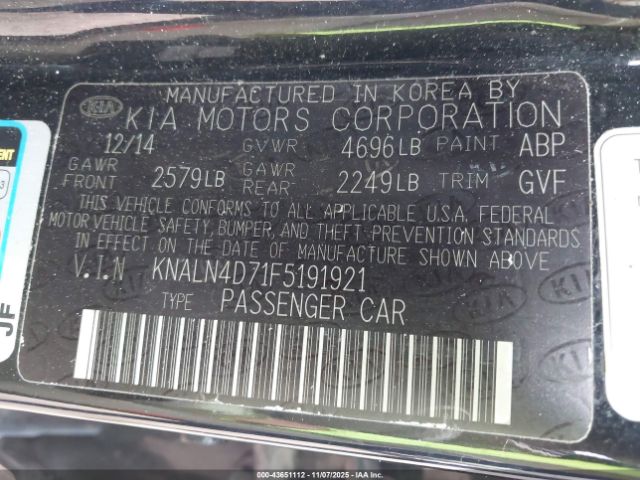 MANUFACTURED IN KOREA BY
KIA KIA MOTORS CORPORATION
12/14 GVWR 4696LB PAINT ABP
GAWR FRONT 2579LB GAWR REAR 2249LB TRIM GVF
THIS VEHICLE CONFORMS TO ALL APPLICABLE U.S.A. FEDERAL
MOTOR VEHICLE SAFETY, BUMPER, AND THEFT-PREVENTION STANDARDS
IN EFFECT ON THE DATE OF MANUFACTURE SHOWN ABOVE
V.I.N KNALN4D71F5191921
TYPE PASSENGER CAR
JF
000-43651112 - 11/07/2025 - IAA Inc.